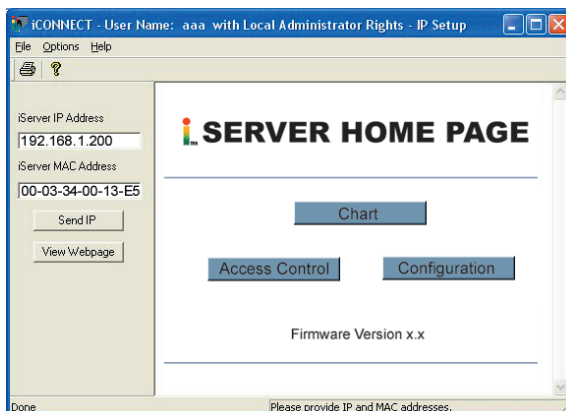 iCONNECT - User Name: aaa with Local Administrator Rights - IP Setup
File Options Help
iServer IP Address
192.168.1.200
iServer MAC Address
00-03-34-00-13-E5
Send IP
View Webpage
i SERVER HOME PAGE
TM
Chart
Access Control
Configuration
Firmware Version x.x
Done
Please provide IP and MAC addresses.